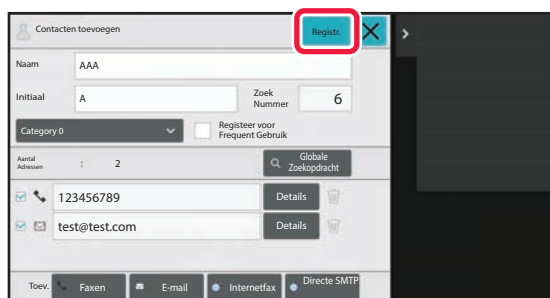 Contacten toevoegen
Registr.
Naam
AAA
Initiaal
A
Zoek
Nummer
6
Category 0
Registeer voor
Frequent Gebruik
Aantal
Adressen
:
2
Globale
Zoekopdracht
123456789
Details
test@test.com
Details
Toev.
Faxen
E-mail
Internetfax
Directe SMTP